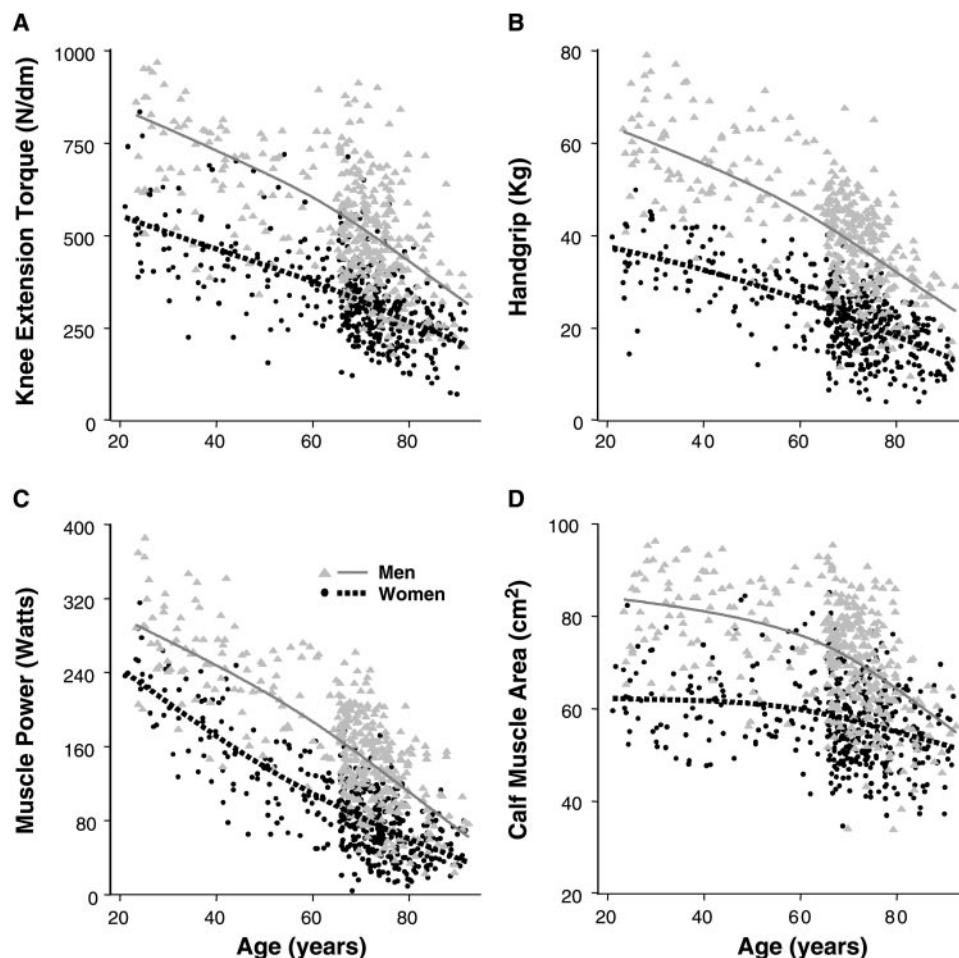 A
Knee Extension Torque (N/dm)
1000
750
500
250
0
20 40 60 80
B
Handgrip (Kg)
80
60
40
20
0
20 40 60 80
C
Muscle Power (Watts)
400
320
240
160
80
0
20 40 60 80
Age (years)
Men
Women
D
Calf Muscle Area (cm²)
100
80
60
40
20
20 40 60 80
Age (years)